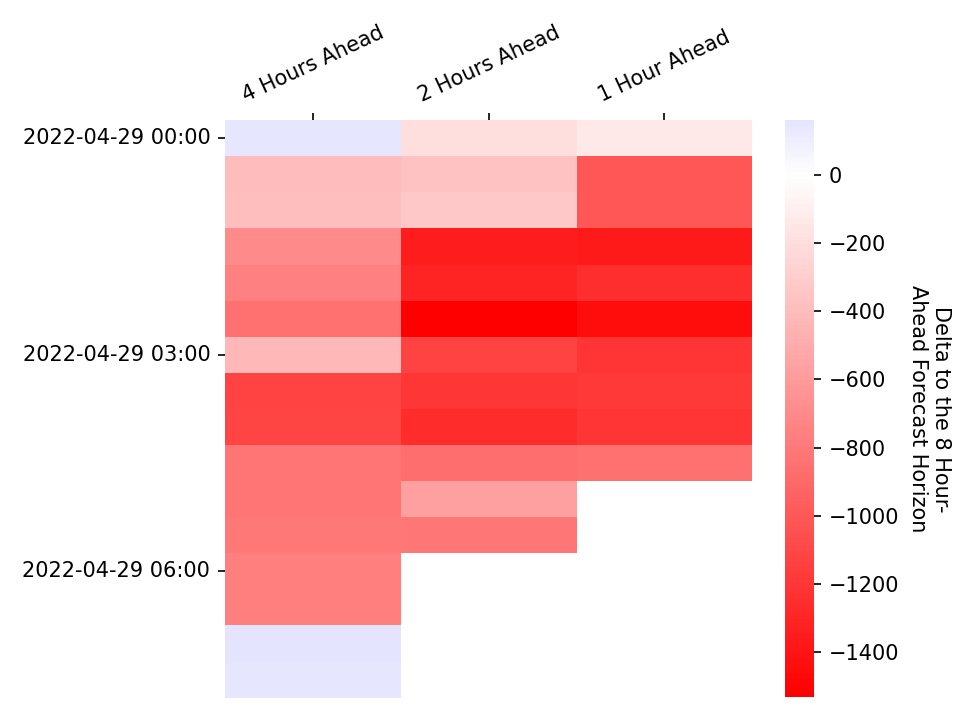 4 Hours Ahead
2 Hours Ahead
1 Hour Ahead
2022-04-29 00:00
2022-04-29 03:00
2022-04-29 06:00
0
−200
−400
−600
−800
−1000
−1200
−1400
Delta to the 8 Hour-
Ahead Forecast Horizon